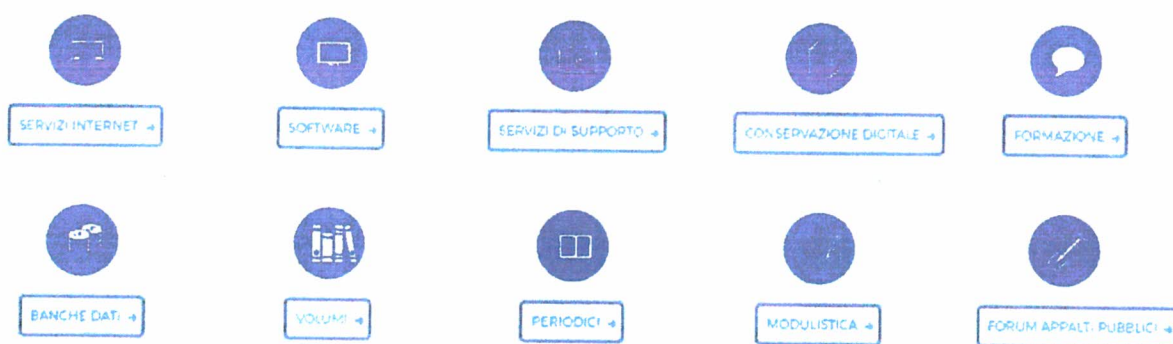 SERVIZI INTERNET →
SOFTWARE →
SERVIZI DI SUPPORTO →
CONSERVAZIONE DIGITALE →
FORMAZIONE →
BANCHE DATI →
VOLUMI →
PERIODICI →
MODULISTICA →
FORUM APPALTI PUBBLICI →